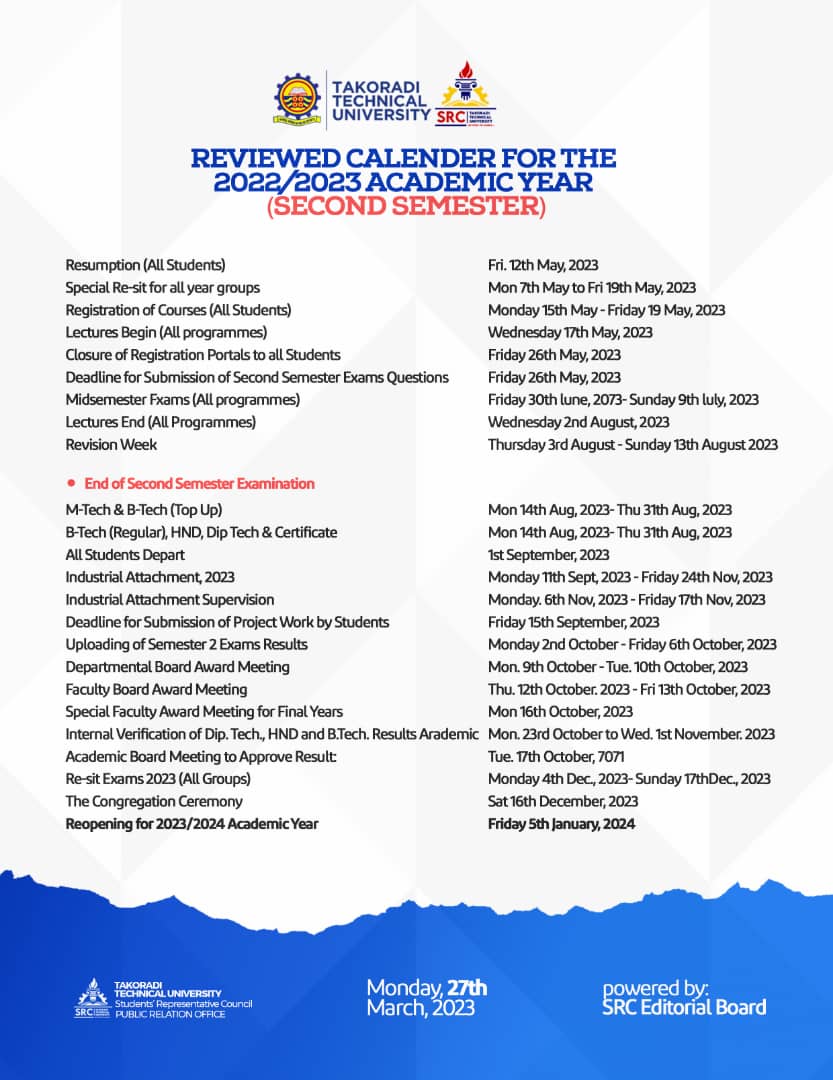 TAKORADI
TECHNICAL
UNIVERSITY
SRC
TAKORADI
TECHNICAL
UNIVERSITY
REVIEWED CALENDER FOR THE
2022/2023 ACADEMIC YEAR
(SECOND SEMESTER)
Resumption (All Students) Fri. 12th May, 2023
Special Re-sit for all year groups Mon 7th May to Fri 19th May, 2023
Registration of Courses (All Students) Monday 15th May - Friday 19 May, 2023
Lectures Begin (All programmes) Wednesday 17th May, 2023
Closure of Registration Portals to all Students Friday 26th May, 2023
Deadline for Submission of Second Semester Exams Questions Friday 26th May, 2023
Midsemester Fxams (All programmes) Friday 30th lune, 2073- Sunday 9th luly, 2023
Lectures End (All Programmes) Wednesday 2nd August, 2023
Revision Week Thursday 3rd August - Sunday 13th August 2023
• End of Second Semester Examination
M-Tech & B-Tech (Top Up) Mon 14th Aug, 2023- Thu 31th Aug, 2023
B-Tech (Regular), HND, Dip Tech & Certificate Mon 14th Aug, 2023- Thu 31th Aug, 2023
All Students Depart 1st September, 2023
Industrial Attachment, 2023 Monday 11th Sept, 2023 - Friday 24th Nov, 2023
Industrial Attachment Supervision Monday. 6th Nov, 2023 - Friday 17th Nov, 2023
Deadline for Submission of Project Work by Students Friday 15th September, 2023
Uploading of Semester 2 Exams Results Monday 2nd October - Friday 6th October, 2023
Departmental Board Award Meeting Mon. 9th October - Tue. 10th October, 2023
Faculty Board Award Meeting Thu. 12th October. 2023 - Fri 13th October, 2023
Special Faculty Award Meeting for Final Years Mon 16th October, 2023
Internal Verification of Dip. Tech., HND and B.Tech. Results Arademic Mon. 23rd October to Wed. 1st November. 2023
Academic Board Meeting to Approve Result: Tue. 17th October, 7071
Re-sit Exams 2023 (All Groups) Monday 4th Dec., 2023- Sunday 17thDec., 2023
The Congregation Ceremony Sat 16th December, 2023
Reopening for 2023/2024 Academic Year Friday 5th January, 2024
SRC
TAKORADI
TECHNICAL UNIVERSITY
Students' Representative Council
PUBLIC RELATION OFFICE
Monday, 27th
March, 2023
powered by:
SRC Editorial Board